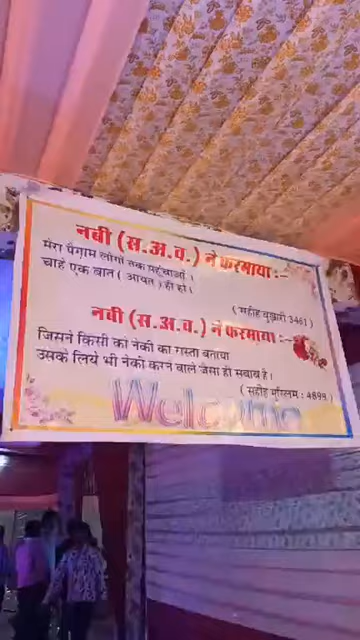 नबी (स.अ.व.) ने फरमाया :-
मेरा पैग़ाम लोगों तक पहुंचाओं ।
चाहे एक बात ( आयत ) ही हो ।
( सहीह बुखारी 3461 )
नबी (स.अ.व.) ने फरमाया :-
जिसने किसी को नेकी का रास्ता बताया
उसके लिये भी नेकी करने वाले जैसा ही सवाब है ।
( सहीह मुस्लिम : 4899 )
Welcome